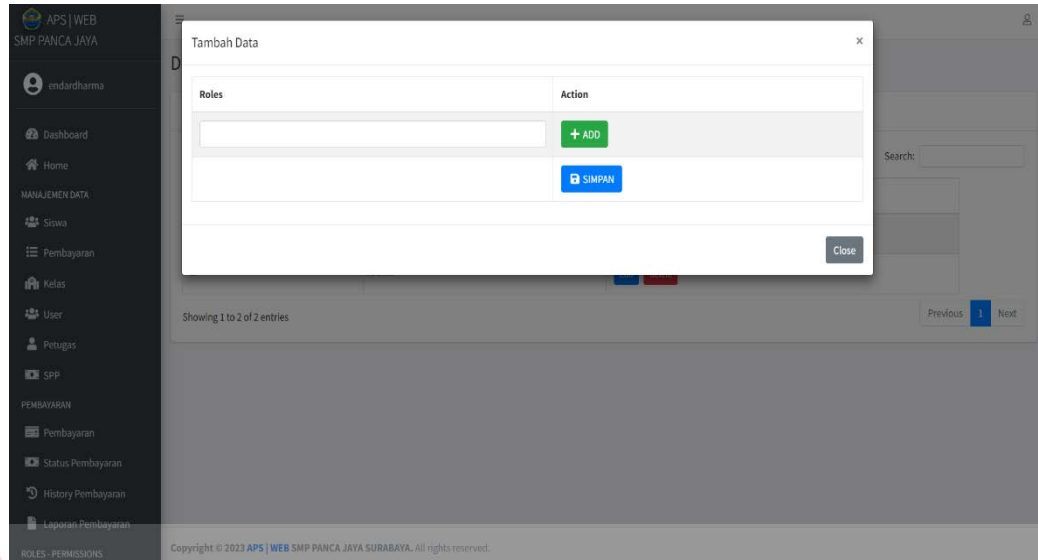 APS | WEB
SMP PANCA JAYA
endardharma
Dashboard
Home
MANAJEMEN DATA
Siswa
Pembayaran
Kelas
User
Petugas
SPP
PEMBAYARAN
Pembayaran
Status Pembayaran
History Pembayaran
Laporan Pembayaran
ROLES - PERMISSIONS
D
Tambah Data ×
Roles Action
+ ADD
SIMPAN
Close
Search:
Showing 1 to 2 of 2 entries
Previous 1 Next
Copyright © 2023 APS | WEB SMP PANCA JAYA SURABAYA. All rights reserved.